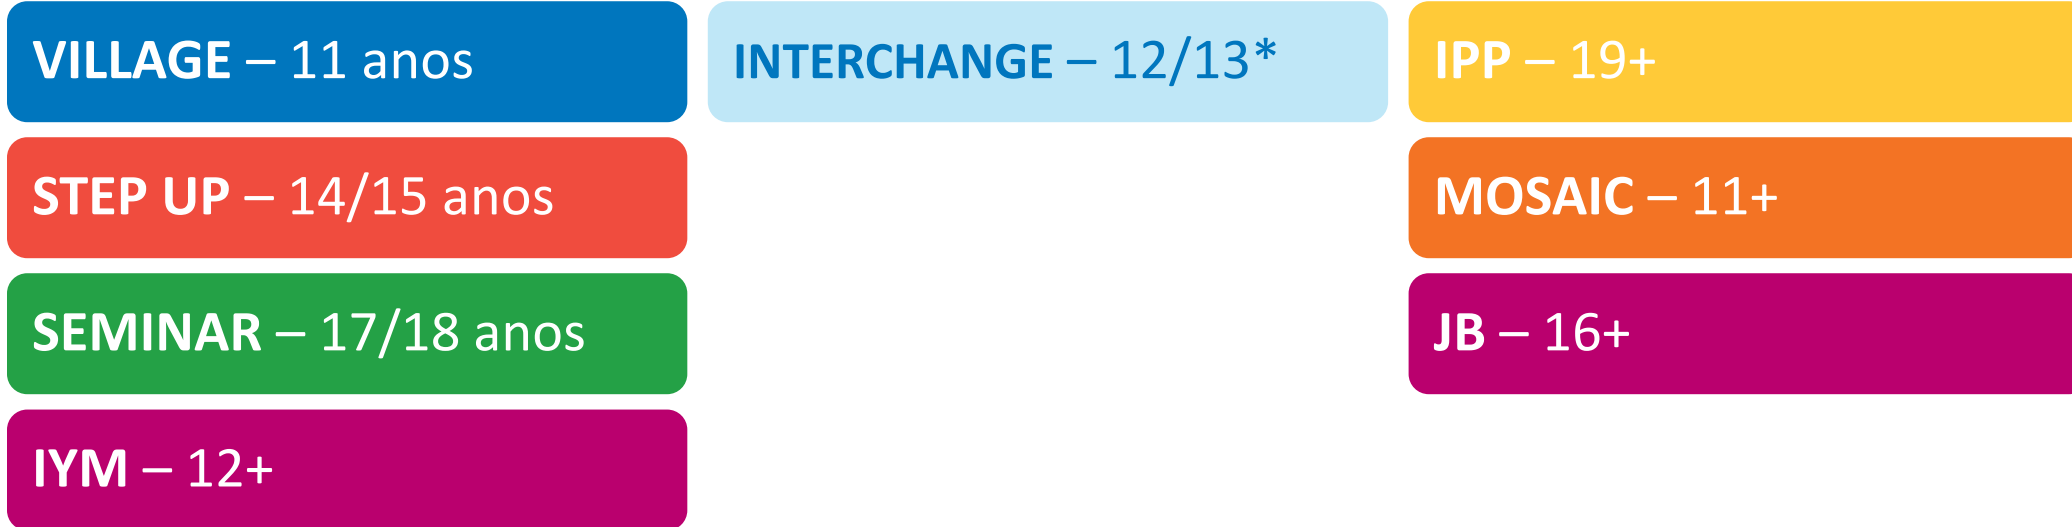 VILLAGE – 11 anos
STEP UP – 14/15 anos
SEMINAR – 17/18 anos
IYM – 12+
INTERCHANGE – 12/13*
IPP – 19+
MOSAIC – 11+
JB – 16+